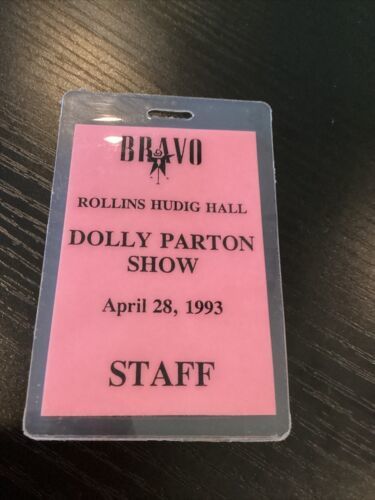 BRAVO
ROLLINS HUDIG HALL
DOLLY PARTON
SHOW
April 28, 1993
STAFF